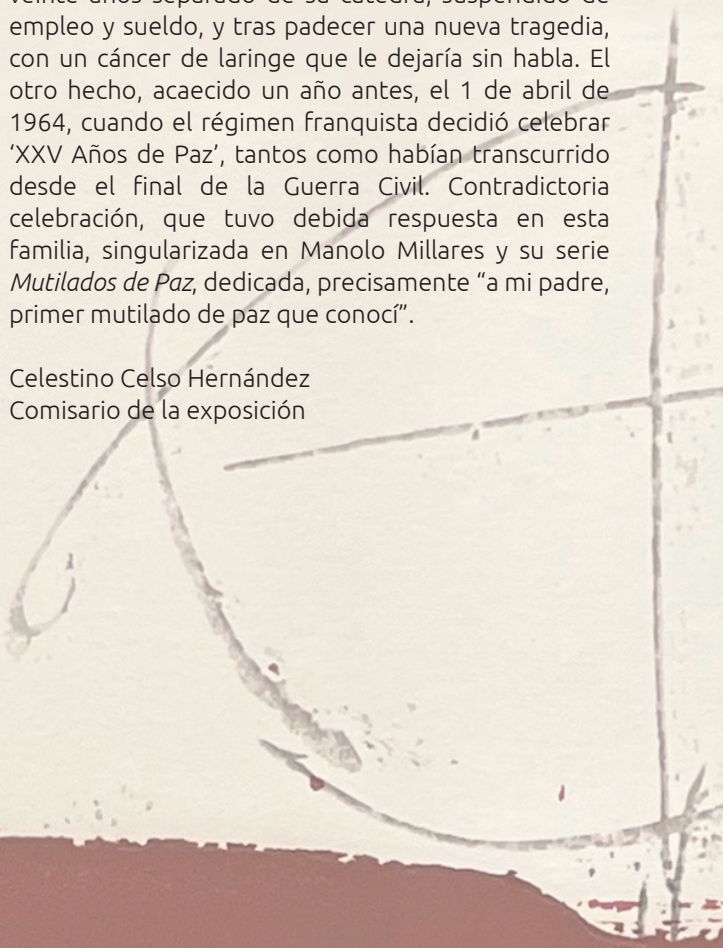 veinte años separado de su cátedra, suspendido de
empleo y sueldo, y tras padecer una nueva tragedia,
con un cáncer de laringe que le dejaría sin habla. El
otro hecho, acaecido un año antes, el 1 de abril de
1964, cuando el régimen franquista decidió celebrar
‘XXV Años de Paz’, tantos como habían transcurrido
desde el final de la Guerra Civil. Contradictoria
celebración, que tuvo debida respuesta en esta
familia, singularizada en Manolo Millares y su serie
Mutilados de Paz, dedicada, precisamente “a mi padre,
primer mutilado de paz que conocí”.
Celestino Celso Hernández
Comisario de la exposición